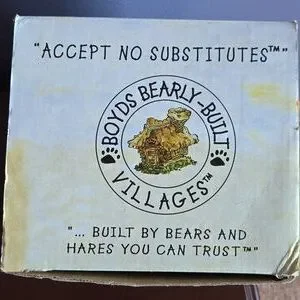 "ACCEPT NO SUBSTITUTES™"
BOYDS BEARLY-BUILT
VILLAGES™
"... BUILT BY BEARS AND
HARES YOU CAN TRUST™"